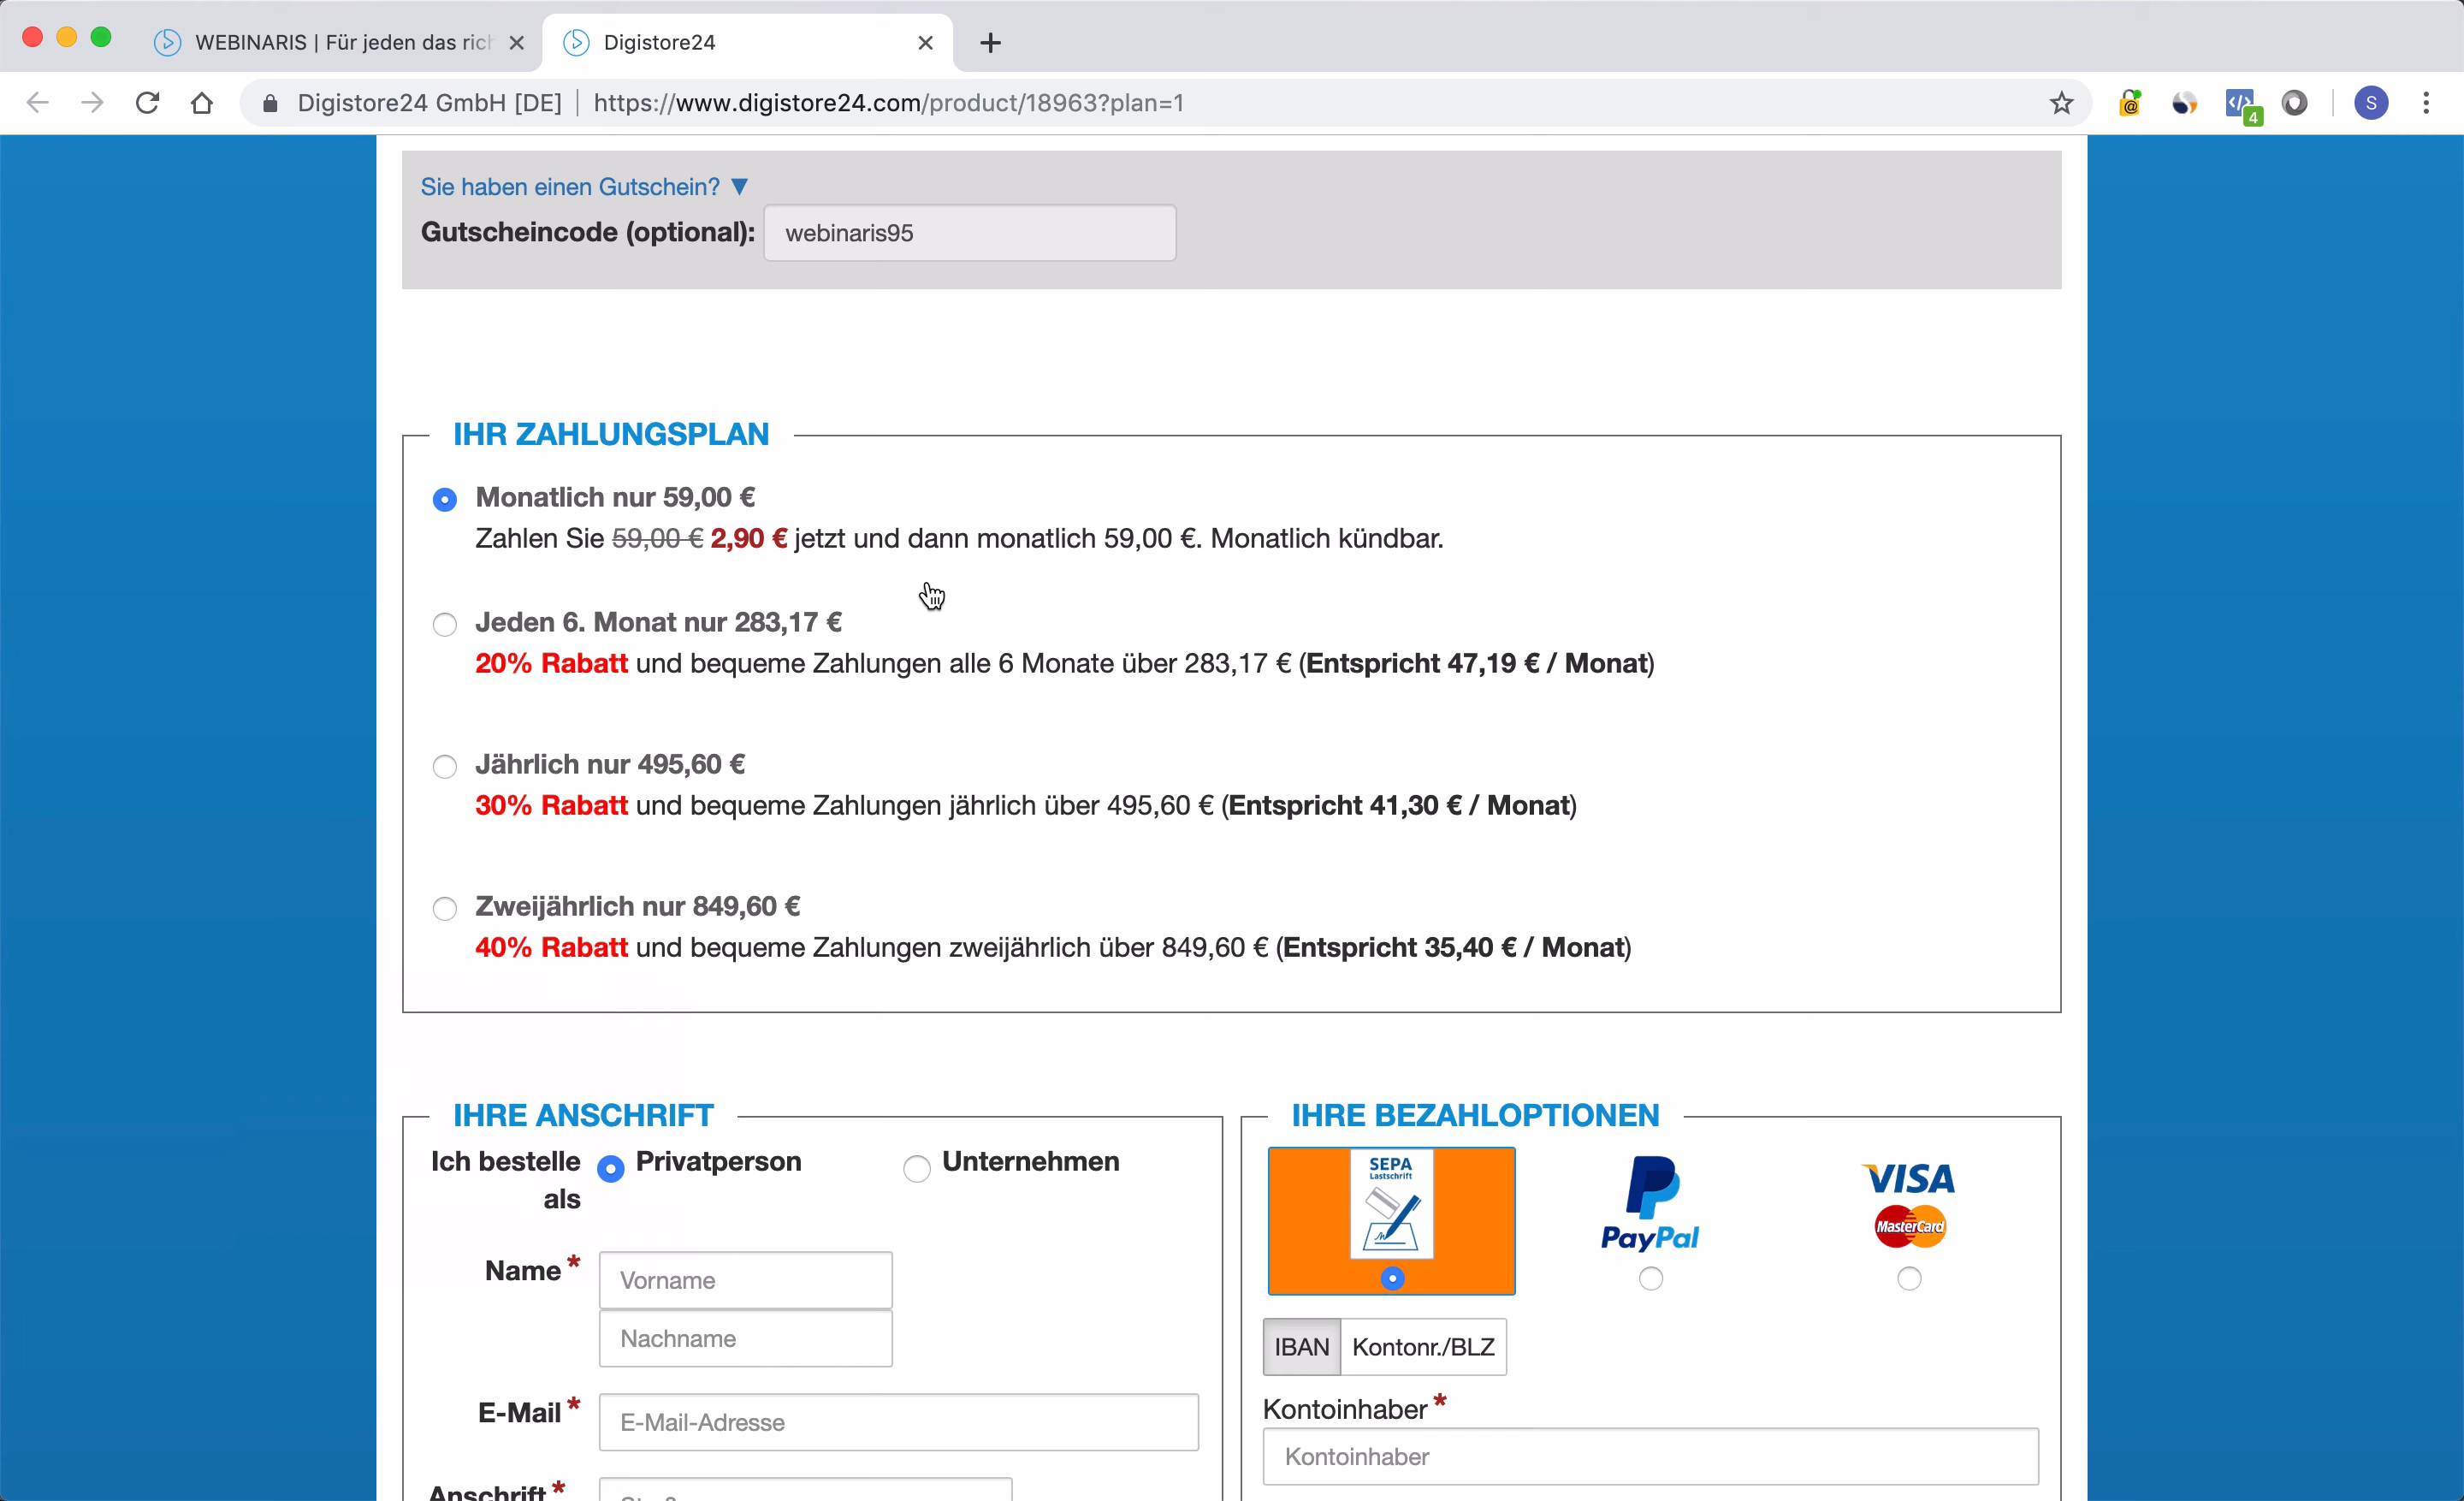 WEBINARIS | Für jeden das rich
Digistore24
Digistore24 GmbH [DE] | https://www.digistore24.com/product/18963?plan=1
4
S
Sie haben einen Gutschein? ▼
Gutscheincode (optional): webinaris95
IHR ZAHLUNGSPLAN
Monatlich nur 59,00 €
Zahlen Sie 59,00 € 2,90 € jetzt und dann monatlich 59,00 €. Monatlich kündbar.
Jeden 6. Monat nur 283,17 €
20% Rabatt und bequeme Zahlungen alle 6 Monate über 283,17 € (Entspricht 47,19 € / Monat)
Jährlich nur 495,60 €
30% Rabatt und bequeme Zahlungen jährlich über 495,60 € (Entspricht 41,30 € / Monat)
Zweijährlich nur 849,60 €
40% Rabatt und bequeme Zahlungen zweijährlich über 849,60 € (Entspricht 35,40 € / Monat)
IHRE ANSCHRIFT
Ich bestelle als
Privatperson
Unternehmen
Name *
Vorname
Nachname
E-Mail *
E-Mail-Adresse
Anschrift *
IHRE BEZAHLOPTIONEN
SEPA
Lastschrift
PayPal
VISA
MasterCard
IBAN
Kontonr./BLZ
Kontoinhaber *
Kontoinhaber